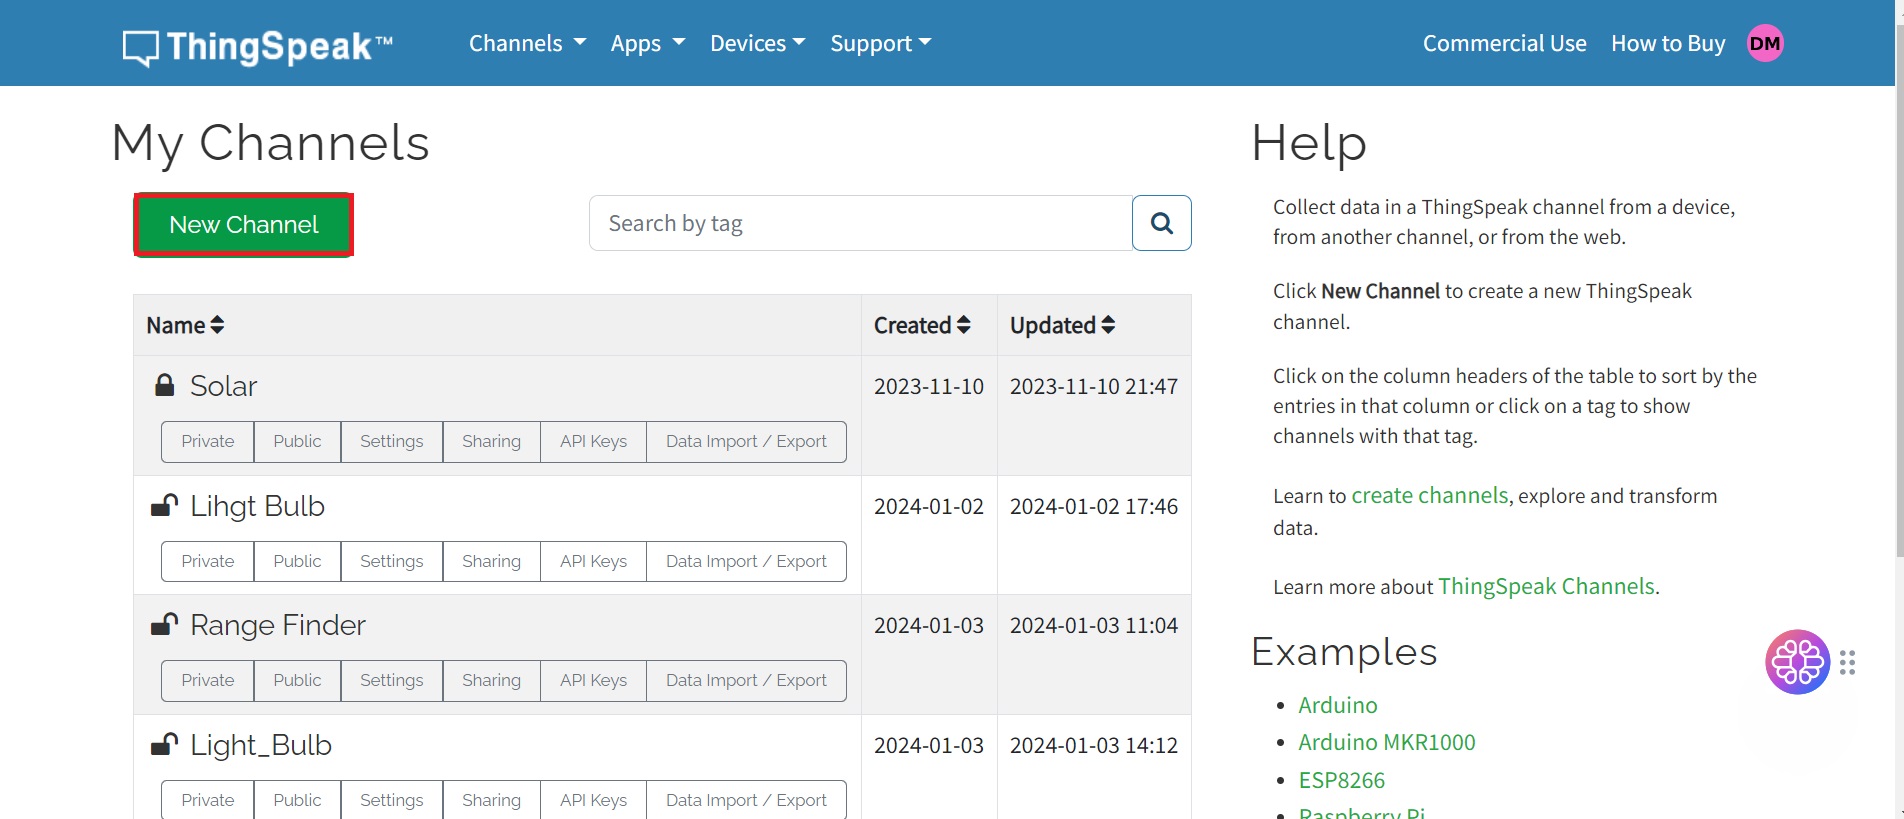 ThingSpeak™ Channels Apps Devices Support Commercial Use How to Buy DM
My Channels
New Channel Search by tag
Name Created Updated
Solar 2023-11-10 2023-11-10 21:47
Private Public Settings Sharing API Keys Data Import / Export
Lihgt Bulb 2024-01-02 2024-01-02 17:46
Private Public Settings Sharing API Keys Data Import / Export
Range Finder 2024-01-03 2024-01-03 11:04
Private Public Settings Sharing API Keys Data Import / Export
Light_Bulb 2024-01-03 2024-01-03 14:12
Private Public Settings Sharing API Keys Data Import / Export
Help
Collect data in a ThingSpeak channel from a device,
from another channel, or from the web.
Click New Channel to create a new ThingSpeak
channel.
Click on the column headers of the table to sort by the
entries in that column or click on a tag to show
channels with that tag.
Learn to create channels, explore and transform
data.
Learn more about ThingSpeak Channels.
Examples
Arduino
Arduino MKR1000
ESP8266
Raspberry Pi